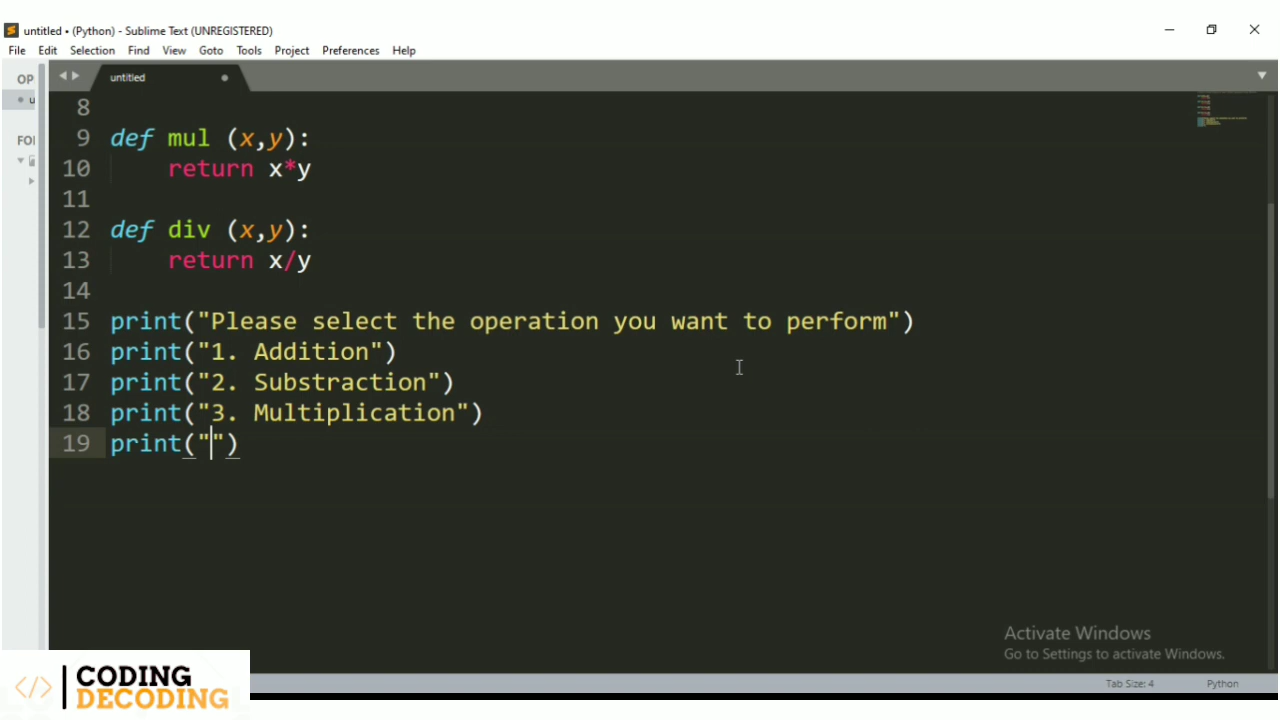 untitled • (Python) - Sublime Text (UNREGISTERED)
File Edit Selection Find View Goto Tools Project Preferences Help
OP
untitled
u
FOI
8
9 def mul (x,y):
10 return x*y
11
12 def div (x,y):
13 return x/y
14
15 print("Please select the operation you want to perform")
16 print("1. Addition")
17 print("2. Substraction")
18 print("3. Multiplication")
19 print("")
Activate Windows
Go to Settings to activate Windows.
Tab Size: 4 Python
</> CODING
DECODING